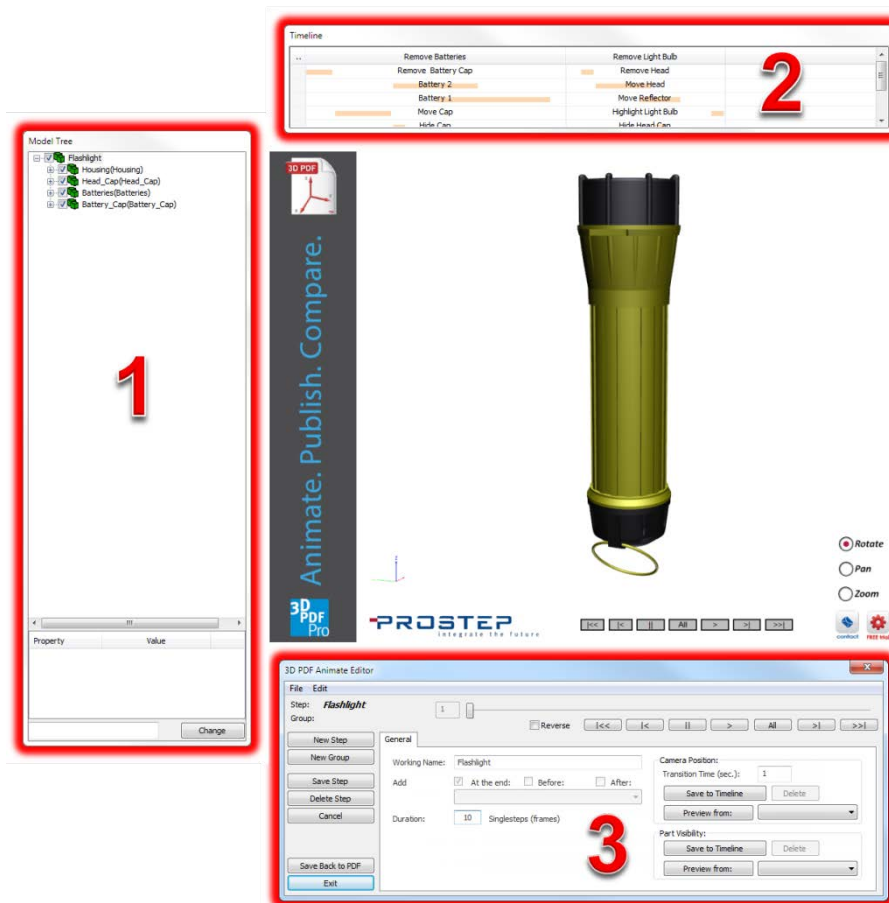 Timeline
.. Remove Batteries Remove Light Bulb
Remove Battery Cap Remove Head
Battery 2 Move Head
Battery 1 Move Reflector
Move Cap Highlight Light Bulb
Hide Cap Hide Head Cap
2
Model Tree
Flashlight
Housing(Housing)
Head_Cap(Head_Cap)
Batteries(Batteries)
Battery_Cap(Battery_Cap)
1
Property Value
Change
3D PDF
Animate. Publish. Compare.
3D
PDF
Pro
z
PROSTEP
integrate the future
|<< |< || All > >| >>|
Rotate
Pan
Zoom
contact FREE trial
3D PDF Animate Editor
File Edit
Step: Flashlight
Group:
1
Reverse |<< |< || > All >| >>|
New Step
New Group
Save Step
Delete Step
Cancel
Save Back to PDF
Exit
General
Working Name: Flashlight
Add At the end: Before: After:
Duration: 10 Singlesteps (frames)
Camera Position:
Transition Time (sec.): 1
Save to Timeline Delete
Preview from:
Part Visibility:
Save to Timeline Delete
Preview from:
3